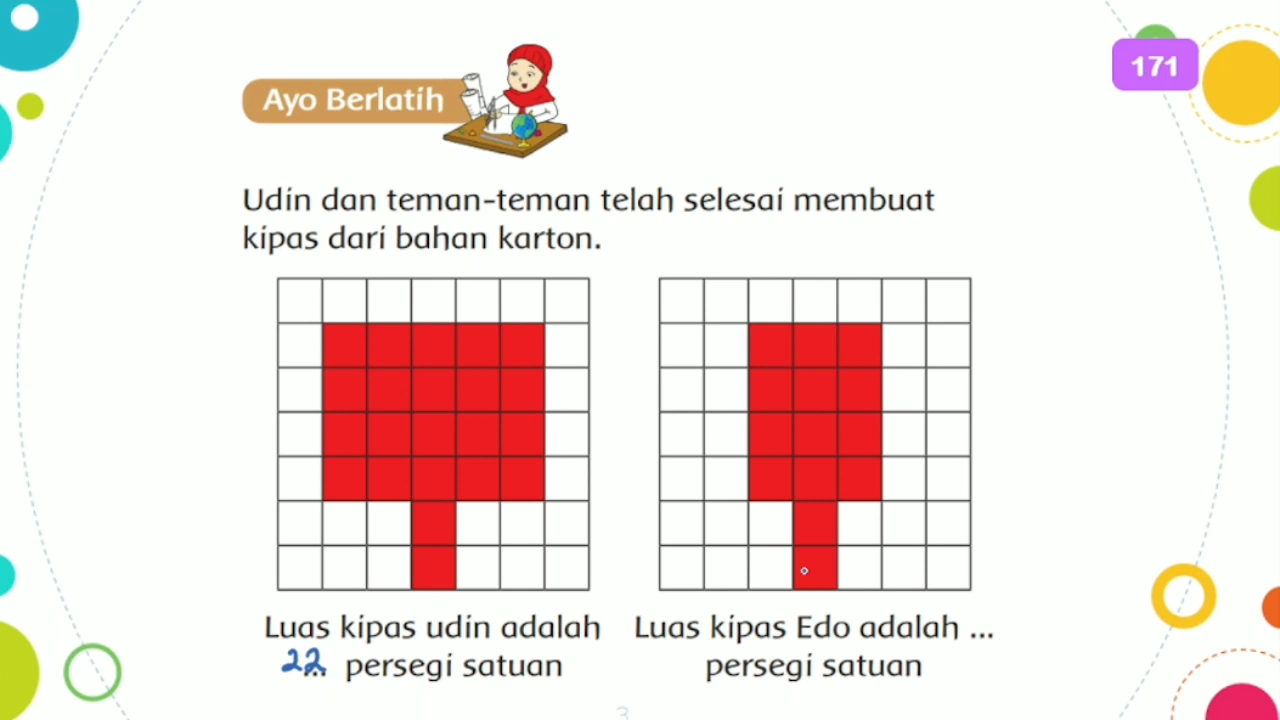 171
Ayo Berlatih
Udin dan teman-teman telah selesai membuat
kipas dari bahan karton.
Luas kipas udin adalah
22... persegi satuan
Luas kipas Edo adalah ...
persegi satuan
3